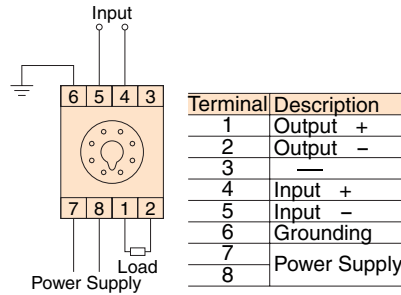 Input
6 5 4 3
7 8 1 2
Load
Power Supply
Terminal Description
1 Output +
2 Output −
3 —
4 Input +
5 Input −
6 Grounding
7
8 Power Supply